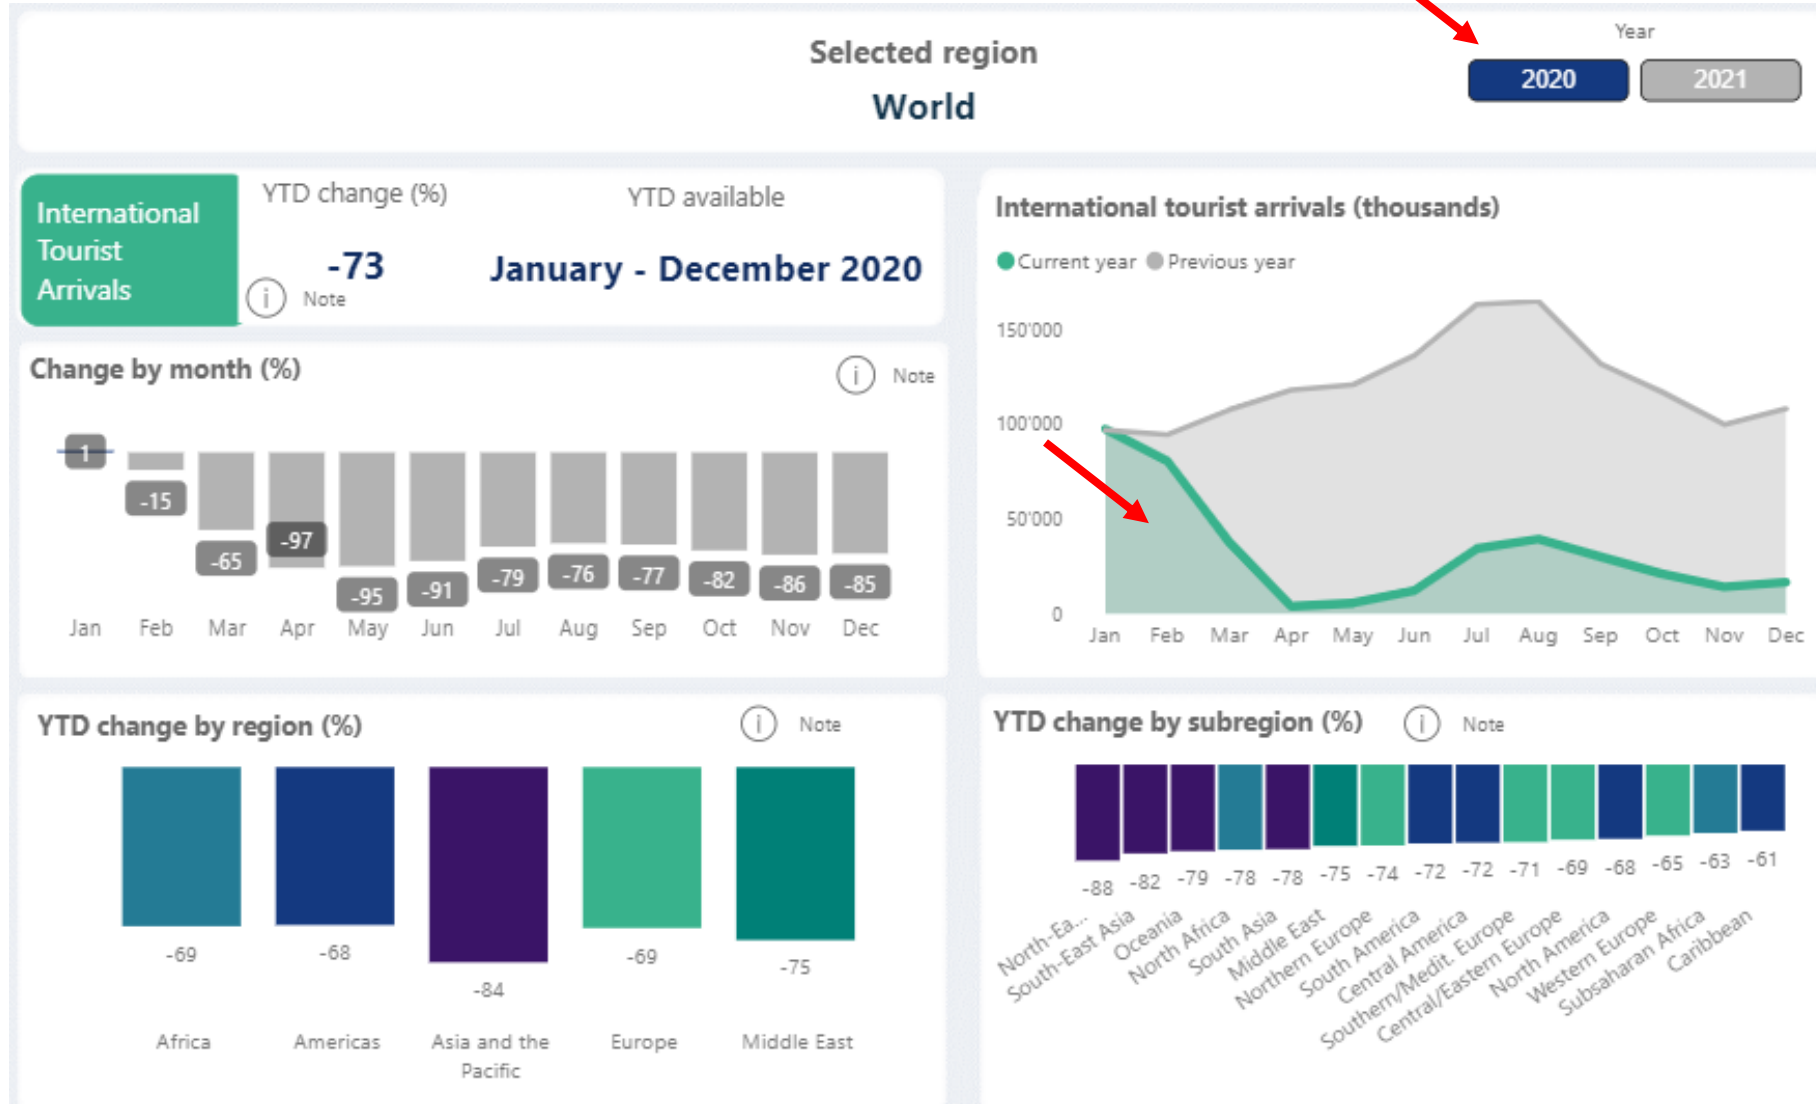 Selected region
World
Year
2020 2021
International
Tourist
Arrivals
YTD change (%)
-73
Note
YTD available
January - December 2020
International tourist arrivals (thousands)
Current year Previous year
150'000
100'000
50'000
0
Jan Feb Mar Apr May Jun Jul Aug Sep Oct Nov Dec
Change by month (%)
Note
1 -15 -65 -97 -95 -91 -79 -76 -77 -82 -86 -85
Jan Feb Mar Apr May Jun Jul Aug Sep Oct Nov Dec
YTD change by region (%)
Note
-69 -68 -84 -69 -75
Africa Americas Asia and the Europe Middle East
Pacific
YTD change by subregion (%)
Note
-88 -82 -79 -78 -78 -75 -74 -72 -72 -71 -69 -68 -65 -63 -61
North-Ea...
South-East Asia
Oceania
North Africa
South Asia
Middle East
Northern Europe
South America
Central America
Southern/Medit. Europe
Central/Eastern Europe
North America
Western Europe
Subsaharan Africa
Caribbean